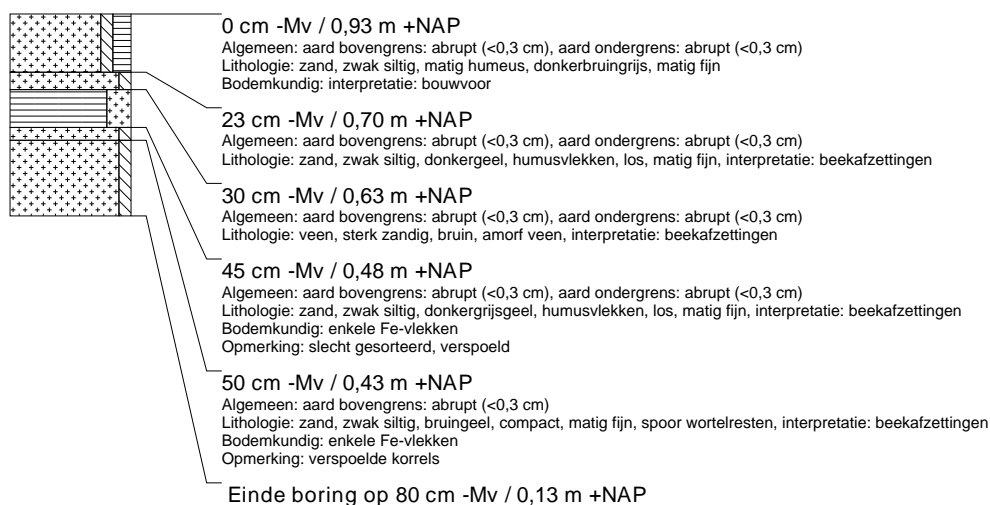 0 cm -Mv / 0,93 m +NAP
Algemeen: aard bovengrens: abrupt (<0,3 cm), aard ondergrens: abrupt (<0,3 cm)
Lithologie: zand, zwak siltig, matig humeus, donkerbruingrijs, matig fijn
Bodemkundig: interpretatie: bouwvoor
23 cm -Mv / 0,70 m +NAP
Algemeen: aard bovengrens: abrupt (<0,3 cm), aard ondergrens: abrupt (<0,3 cm)
Lithologie: zand, zwak siltig, donkergeel, humusvlekken, los, matig fijn, interpretatie: beekafzettingen
30 cm -Mv / 0,63 m +NAP
Algemeen: aard bovengrens: abrupt (<0,3 cm), aard ondergrens: abrupt (<0,3 cm)
Lithologie: veen, sterk zandig, bruin, amorf veen, interpretatie: beekafzettingen
45 cm -Mv / 0,48 m +NAP
Algemeen: aard bovengrens: abrupt (<0,3 cm), aard ondergrens: abrupt (<0,3 cm)
Lithologie: zand, zwak siltig, donkergrijsgeel, humusvlekken, los, matig fijn, interpretatie: beekafzettingen
Bodemkundig: enkele Fe-vlekken
Opmerking: slecht gesorteerd, verspoeld
50 cm -Mv / 0,43 m +NAP
Algemeen: aard bovengrens: abrupt (<0,3 cm)
Lithologie: zand, zwak siltig, bruingeel, compact, matig fijn, spoor wortelresten, interpretatie: beekafzettingen
Bodemkundig: enkele Fe-vlekken
Opmerking: verspoelde korrels
Einde boring op 80 cm -Mv / 0,13 m +NAP